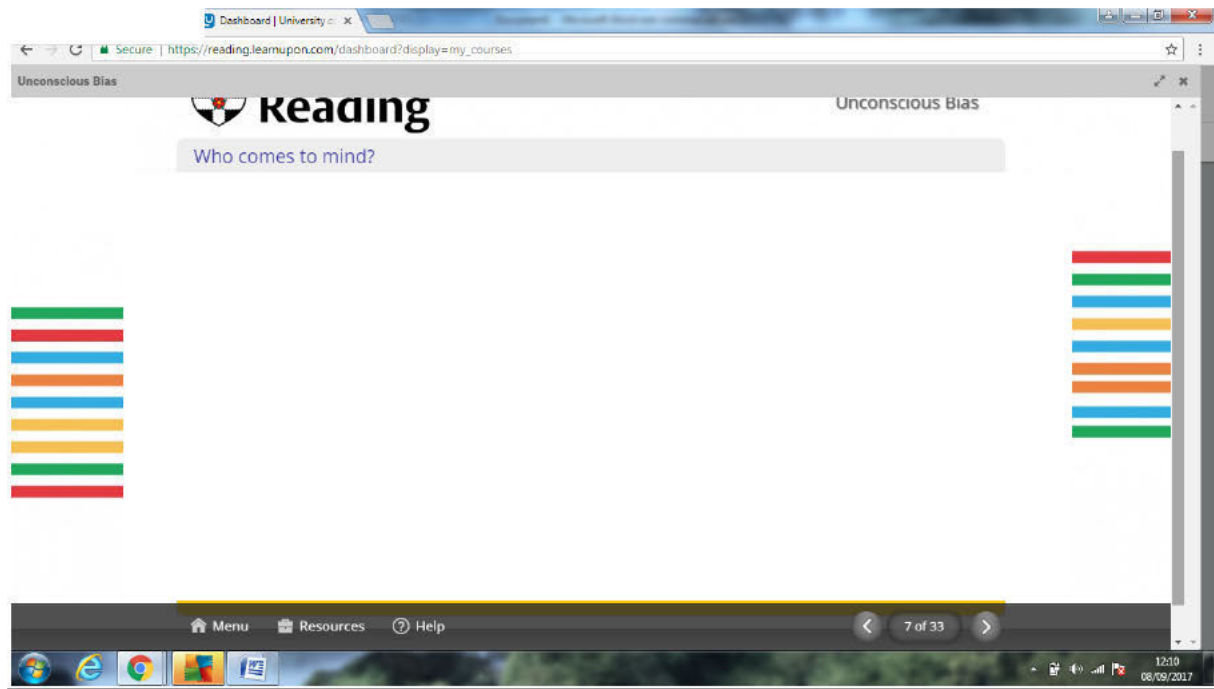 Dashboard | University
Secure | https://reading.learnupon.com/dashboard?display=my_courses
Unconscious Bias
Reading
Unconscious Bias
Who comes to mind?
Menu
Resources
Help
7 of 33
12:10
08/09/2017